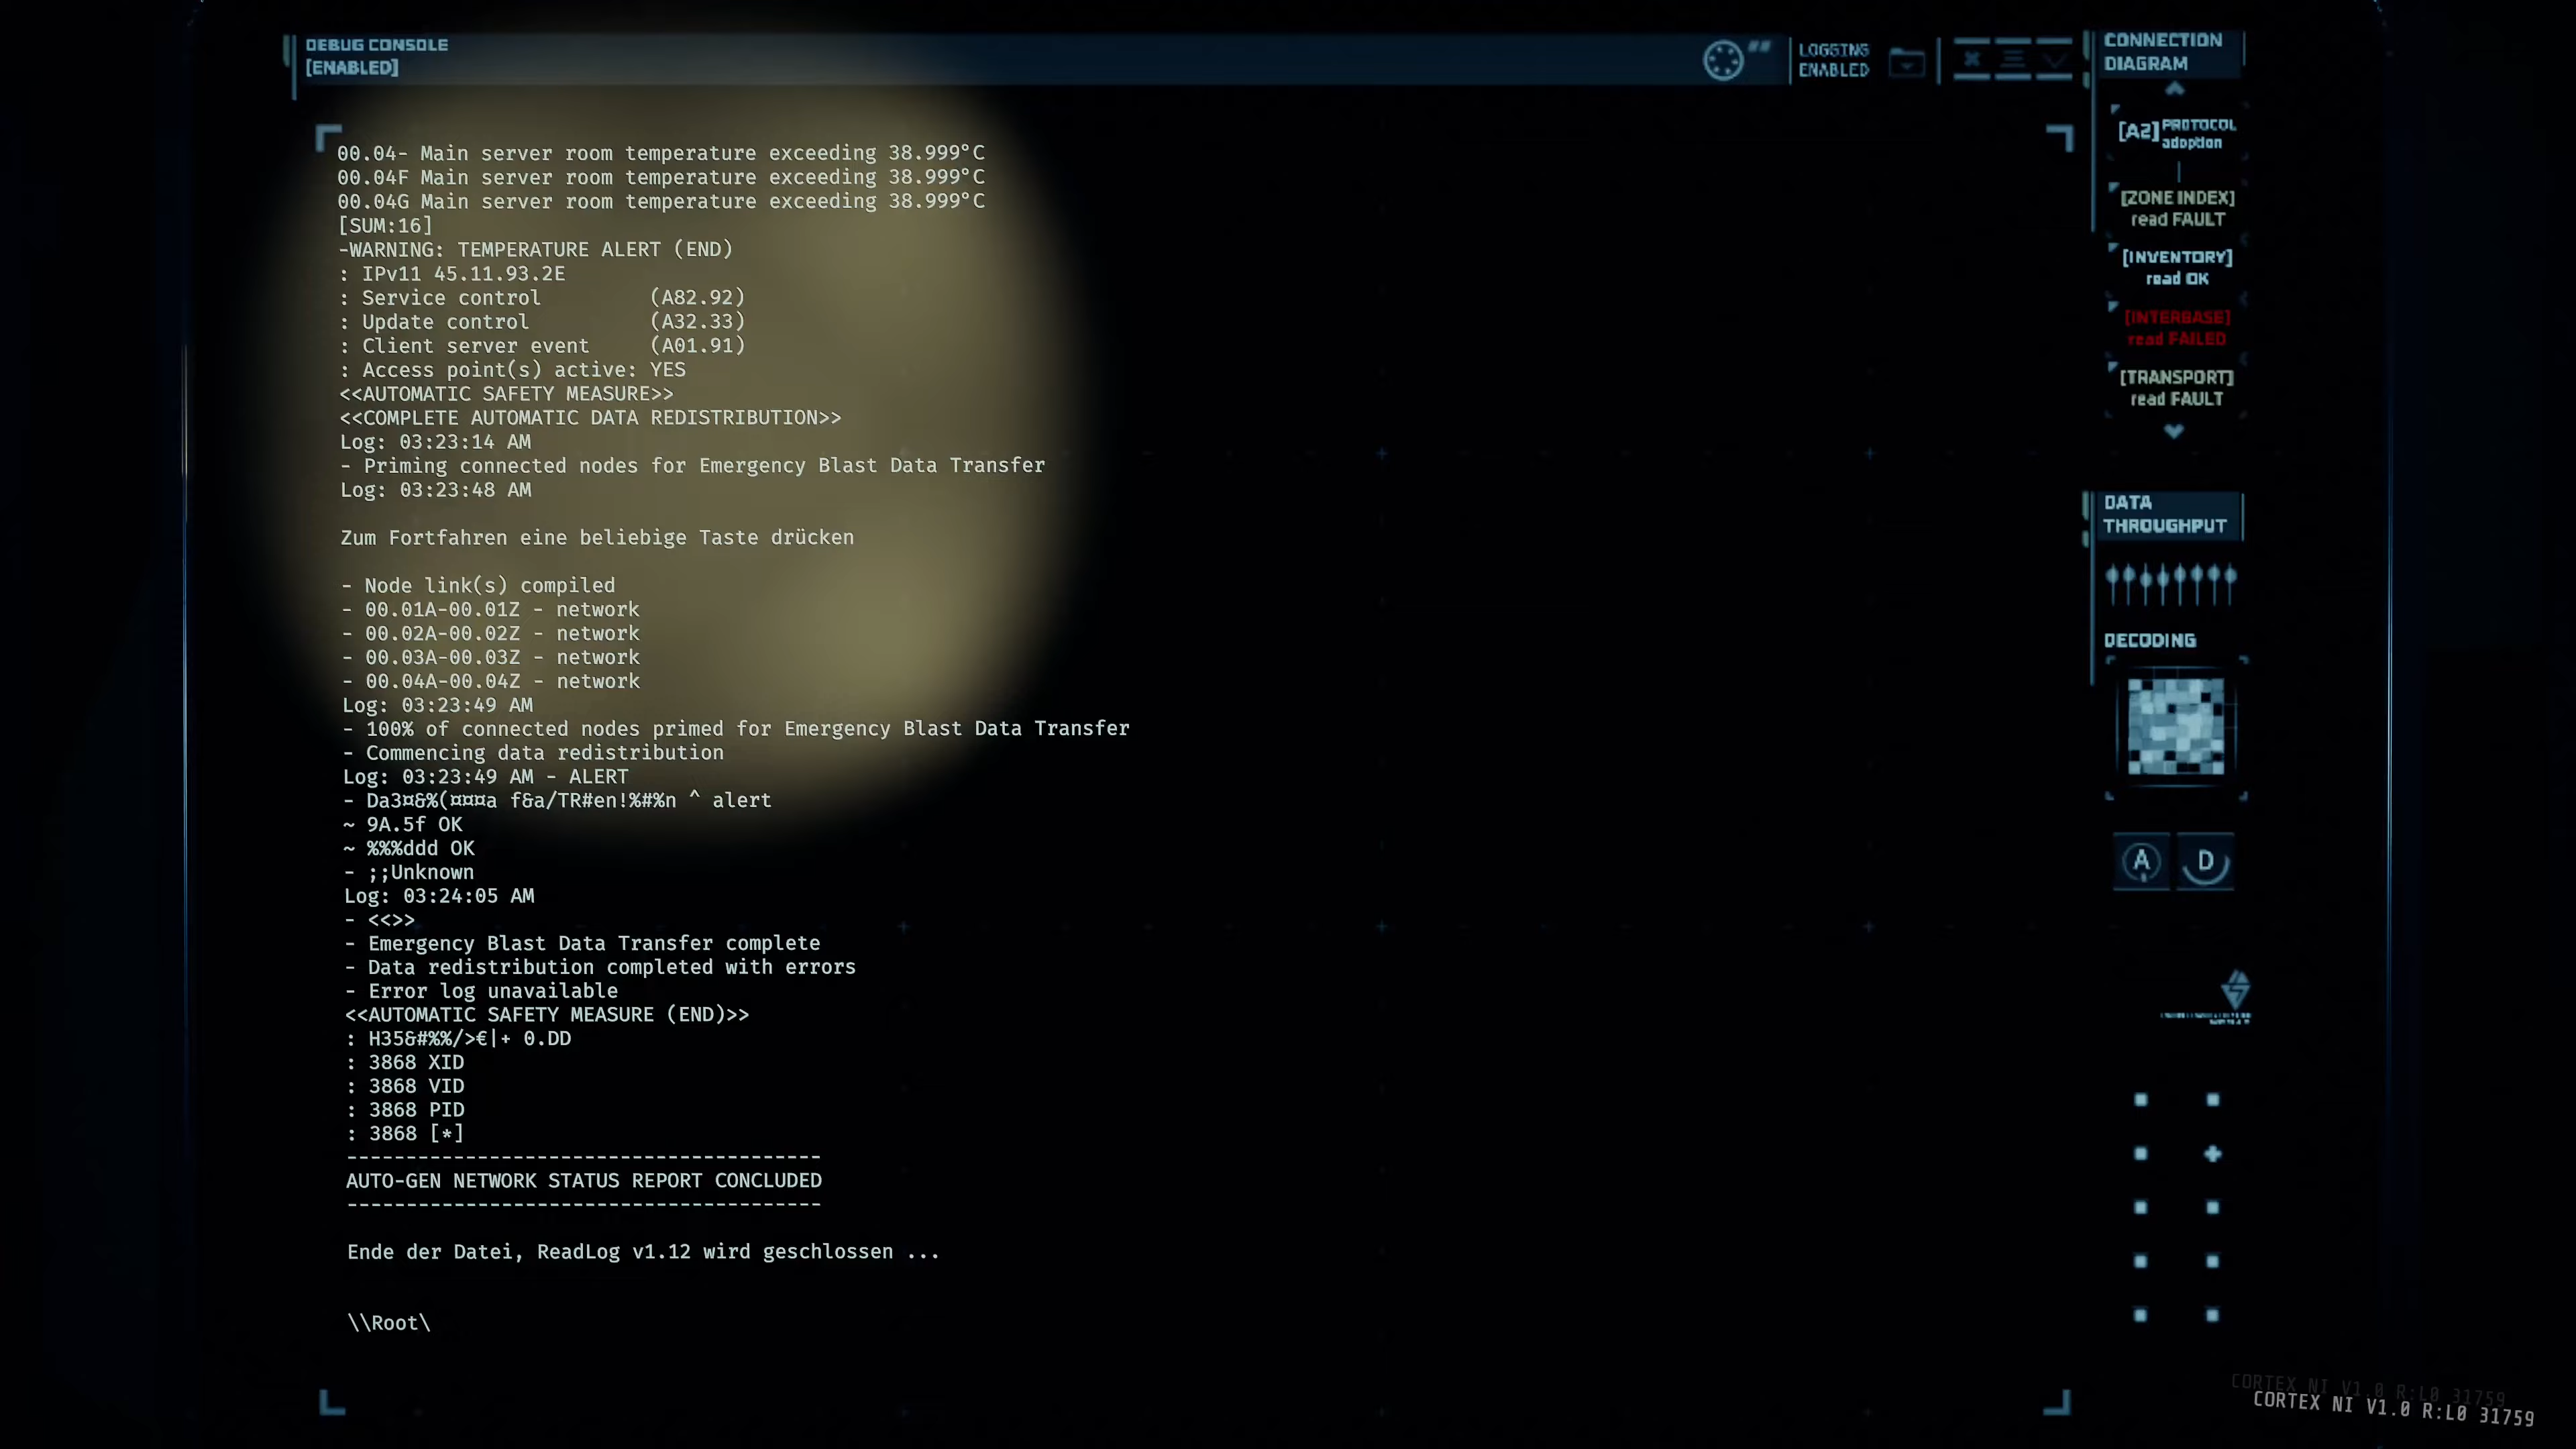 DEBUG CONSOLE
[ENABLED]
LOGGING
ENABLED
00.04- Main server room temperature exceeding 38.999°C
00.04F Main server room temperature exceeding 38.999°C
00.04G Main server room temperature exceeding 38.999°C
[SUM:16]
-WARNING: TEMPERATURE ALERT (END)
: IPv11 45.11.93.2E
: Service control (A82.92)
: Update control (A32.33)
: Client server event (A01.91)
: Access point(s) active: YES
<<AUTOMATIC SAFETY MEASURE>>
<<COMPLETE AUTOMATIC DATA REDISTRIBUTION>>
Log: 03:23:14 AM
- Priming connected nodes for Emergency Blast Data Transfer
Log: 03:23:48 AM
Zum Fortfahren eine beliebige Taste drücken
- Node link(s) compiled
- 00.01A-00.01Z - network
- 00.02A-00.02Z - network
- 00.03A-00.03Z - network
- 00.04A-00.04Z - network
Log: 03:23:49 AM
- 100% of connected nodes primed for Emergency Blast Data Transfer
- Commencing data redistribution
Log: 03:23:49 AM - ALERT
- Da3¤&%(¤¤¤a f&a/TR#en!%#%n ^ alert
~ 9A.5f OK
~ %%%ddd OK
- ;;Unknown
Log: 03:24:05 AM
- <<>>
- Emergency Blast Data Transfer complete
- Data redistribution completed with errors
- Error log unavailable
<<AUTOMATIC SAFETY MEASURE (END)>>
: H35&#%%/>€|+ 0.DD
: 3868 XID
: 3868 VID
: 3868 PID
: 3868 [*]
----------------------------------------
AUTO-GEN NETWORK STATUS REPORT CONCLUDED
----------------------------------------
Ende der Datei, ReadLog v1.12 wird geschlossen ...
\\Root\
CONNECTION
DIAGRAM
[A2] PROTOCOL
adoption
[ZONE INDEX]
read FAULT
[INVENTORY]
read OK
[INTERBASE]
read FAILED
[TRANSPORT]
read FAULT
DATA
THROUGHPUT
DECODING
A D
CORTEX NI V1.0 R:L0 31759
CORTEX NI V1.0 R:L0 31759